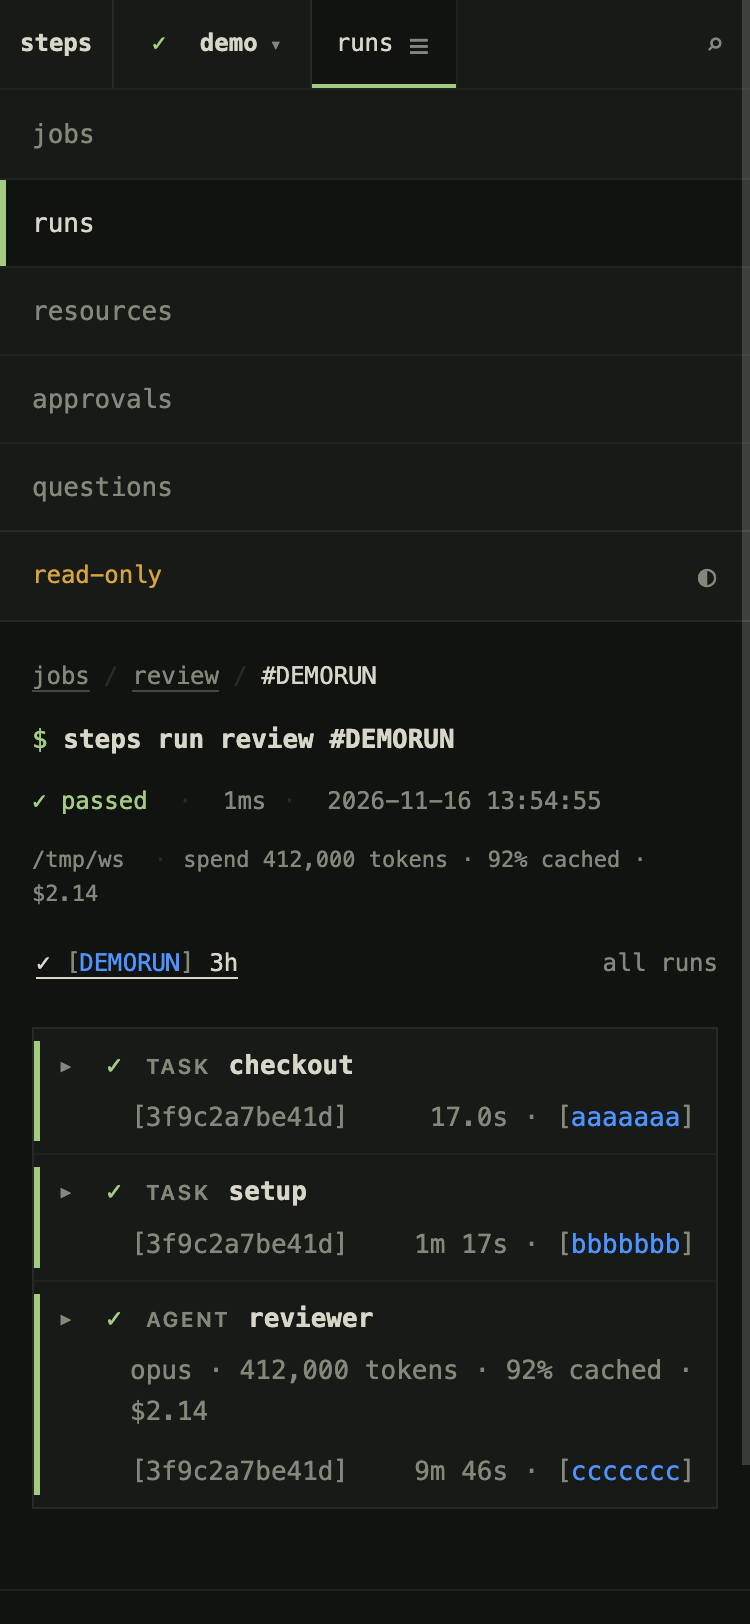 steps ✓ demo ▾ runs ☰ ⌕
jobs
runs
resources
approvals
questions
read-only ◐
jobs / review / #DEMORUN
$ steps run review #DEMORUN
✓ passed · 1ms · 2026-11-16 13:54:55
/tmp/ws · spend 412,000 tokens · 92% cached ·
$2.14
✓ [DEMORUN] 3h all runs
▶ ✓ TASK checkout
[3f9c2a7be41d] 17.0s · [aaaaaaa]
▶ ✓ TASK setup
[3f9c2a7be41d] 1m 17s · [bbbbbbb]
▶ ✓ AGENT reviewer
opus · 412,000 tokens · 92% cached ·
$2.14
[3f9c2a7be41d] 9m 46s · [ccccccc]